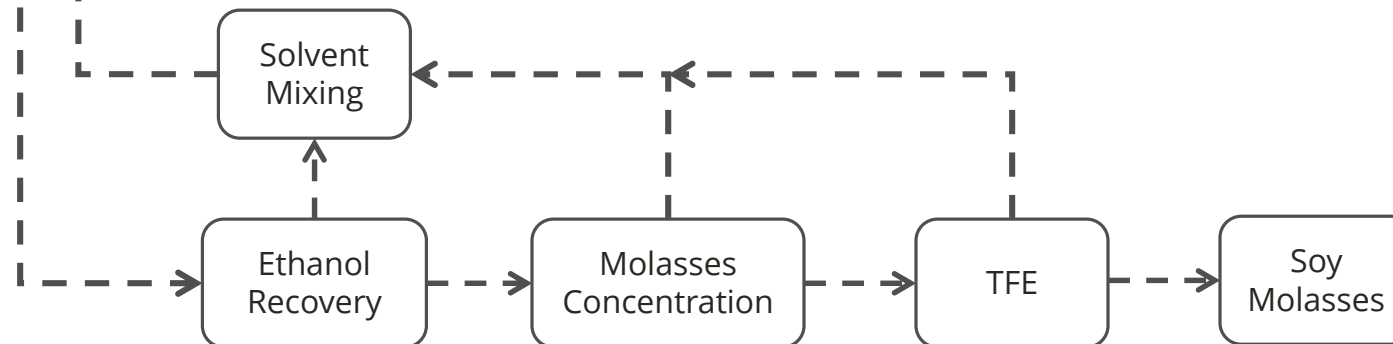 Solvent
Mixing
Ethanol
Recovery
Molasses
Concentration
TFE
Soy
Molasses